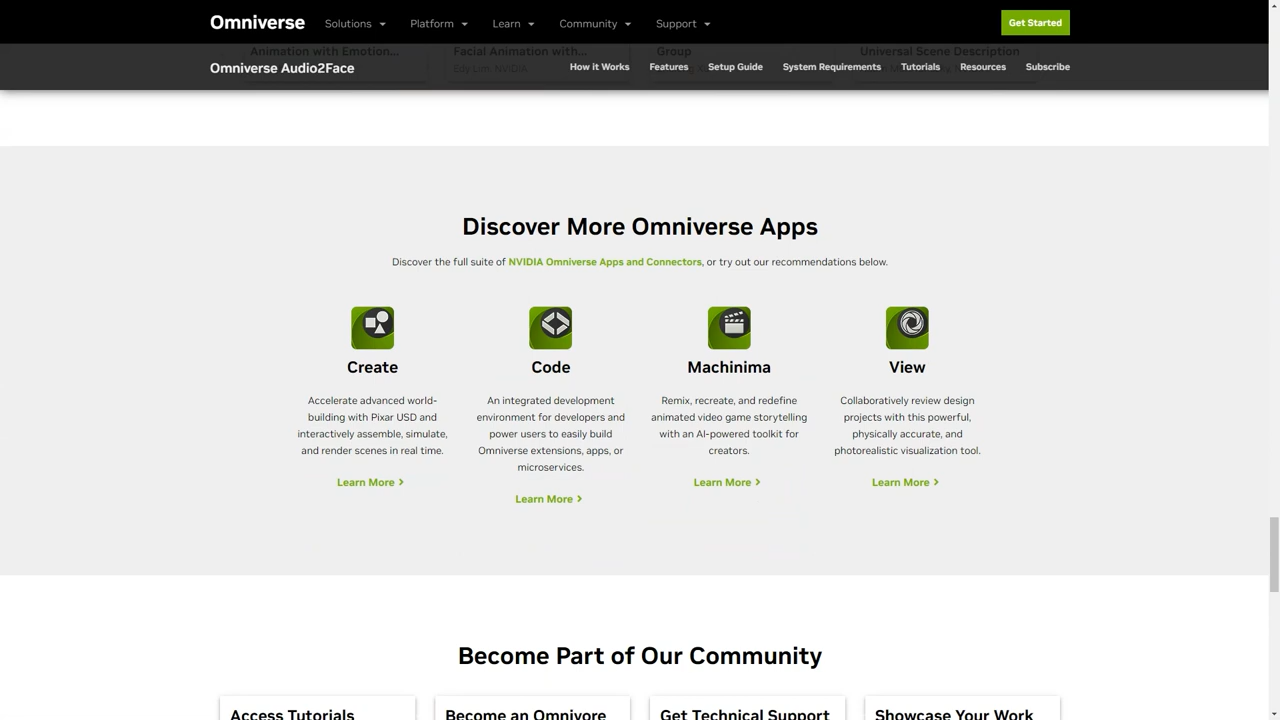 Omniverse
Solutions
Platform
Learn
Community
Support
Get Started
Animation with Emotion...
Facial Animation with...
Group
Universal Scene Description
Edy Lim, NVIDIA
Omniverse Audio2Face
How it Works
Features
Setup Guide
System Requirements
Tutorials
Resources
Subscribe
Discover More Omniverse Apps
Discover the full suite of NVIDIA Omniverse Apps and Connectors, or try out our recommendations below.
Create
Accelerate advanced world-
building with Pixar USD and
interactively assemble, simulate,
and render scenes in real time.
Learn More >
Code
An integrated development
environment for developers and
power users to easily build
Omniverse extensions, apps, or
microservices.
Learn More >
Machinima
Remix, recreate, and redefine
animated video game storytelling
with an AI-powered toolkit for
creators.
Learn More >
View
Collaboratively review design
projects with this powerful,
physically accurate, and
photorealistic visualization tool.
Learn More >
Become Part of Our Community
Access Tutorials
Become an Omnivore
Get Technical Support
Showcase Your Work